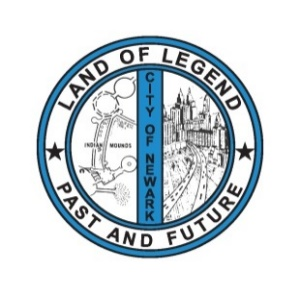 LAND OF LEGEND
CITY OF NEWARK
INDIAN MOUNDS
PAST AND FUTURE